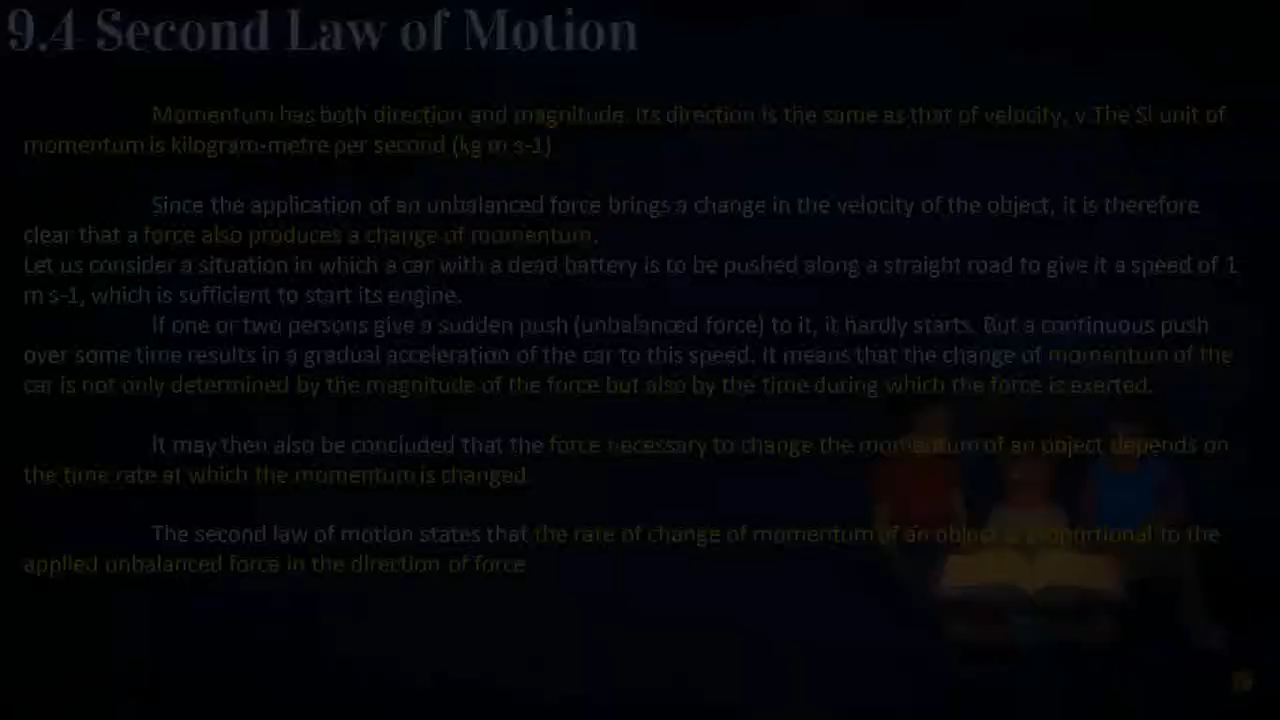 9.4 Second Law of Motion
Momentum has both direction and magnitude. Its direction is the same as that of velocity, v.The SI unit of
momentum is kilogram-metre per second (kg m s-1)
Since the application of an unbalanced force brings a change in the velocity of the object, it is therefore
clear that a force also produces a change of momentum.
Let us consider a situation in which a car with a dead battery is to be pushed along a straight road to give it a speed of 1
m s-1, which is sufficient to start its engine.
If one or two persons give a sudden push (unbalanced force) to it, it hardly starts. But a continuous push
over some time results in a gradual acceleration of the car to this speed. It means that the change of momentum of the
car is not only determined by the magnitude of the force but also by the time during which the force is exerted.
It may then also be concluded that the force necessary to change the momentum of an object depends on
the time rate at which the momentum is changed.
The second law of motion states that the rate of change of momentum of an object is proportional to the
applied unbalanced force in the direction of force